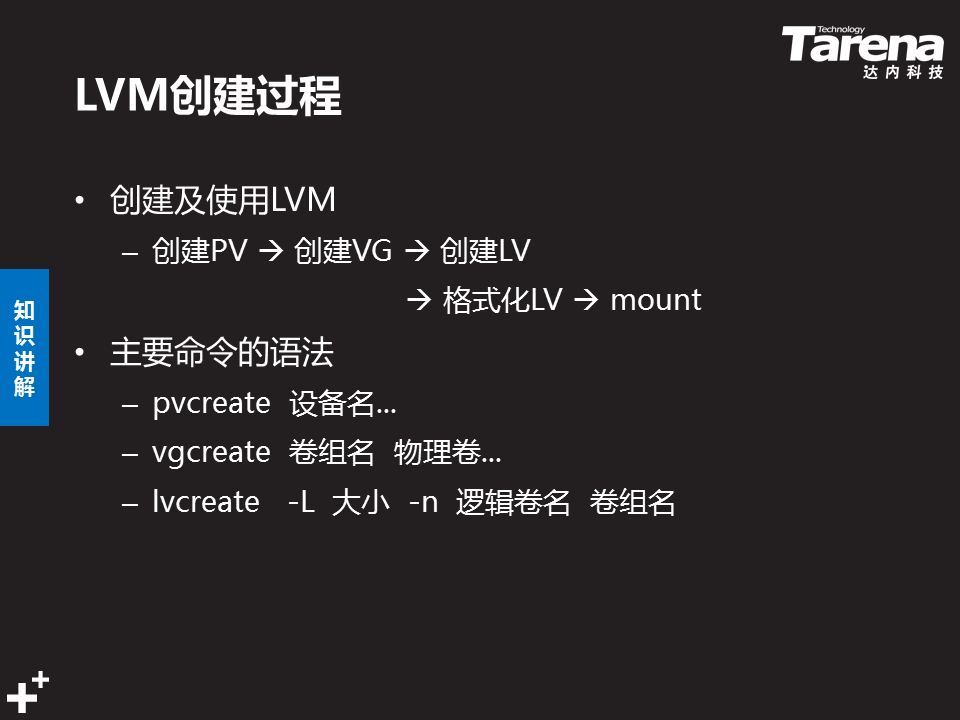 Technology
Tarena
达内科技
LVM创建过程
• 创建及使用LVM
– 创建PV → 创建VG → 创建LV
→ 格式化LV → mount
知识讲解
• 主要命令的语法
– pvcreate 设备名...
– vgcreate 卷组名 物理卷...
– lvcreate -L 大小 -n 逻辑卷名 卷组名